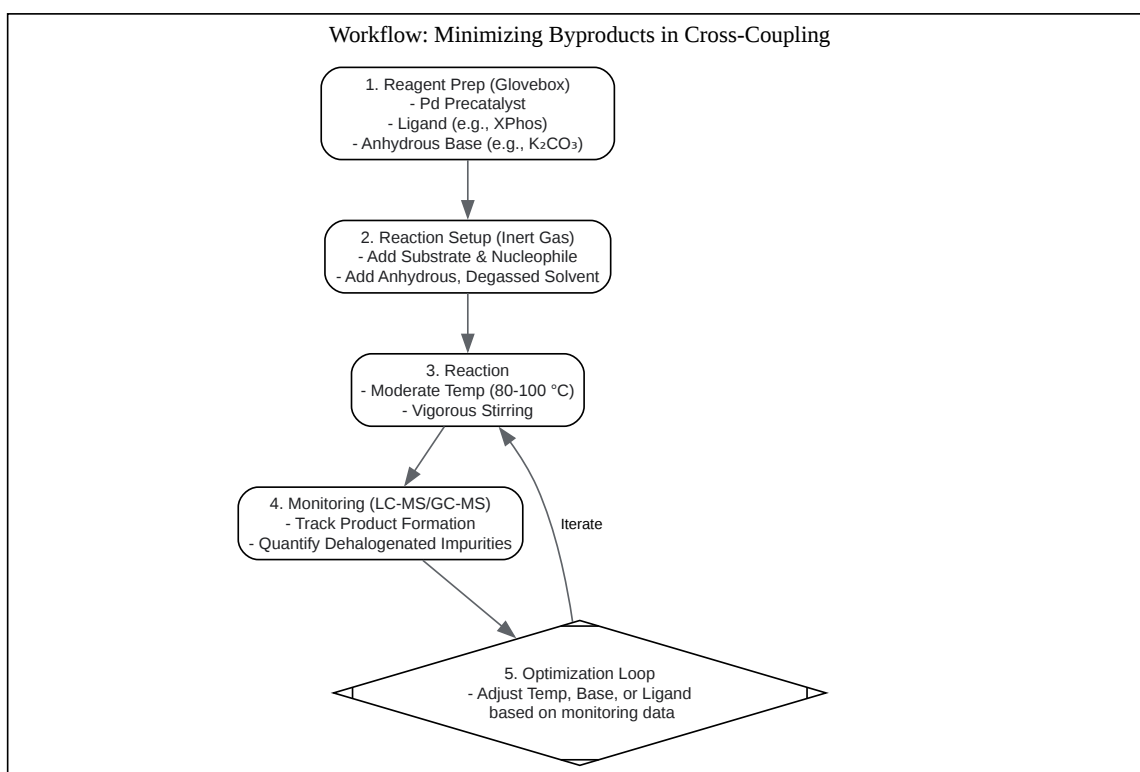 Workflow: Minimizing Byproducts in Cross-Coupling
1. Reagent Prep (Glovebox)
- Pd Precatalyst
- Ligand (e.g., XPhos)
- Anhydrous Base (e.g., K₂CO₃)
2. Reaction Setup (Inert Gas)
- Add Substrate & Nucleophile
- Add Anhydrous, Degassed Solvent
3. Reaction
- Moderate Temp (80-100 °C)
- Vigorous Stirring
4. Monitoring (LC-MS/GC-MS)
- Track Product Formation
- Quantify Dehalogenated Impurities
Iterate
5. Optimization Loop
- Adjust Temp, Base, or Ligand
based on monitoring data